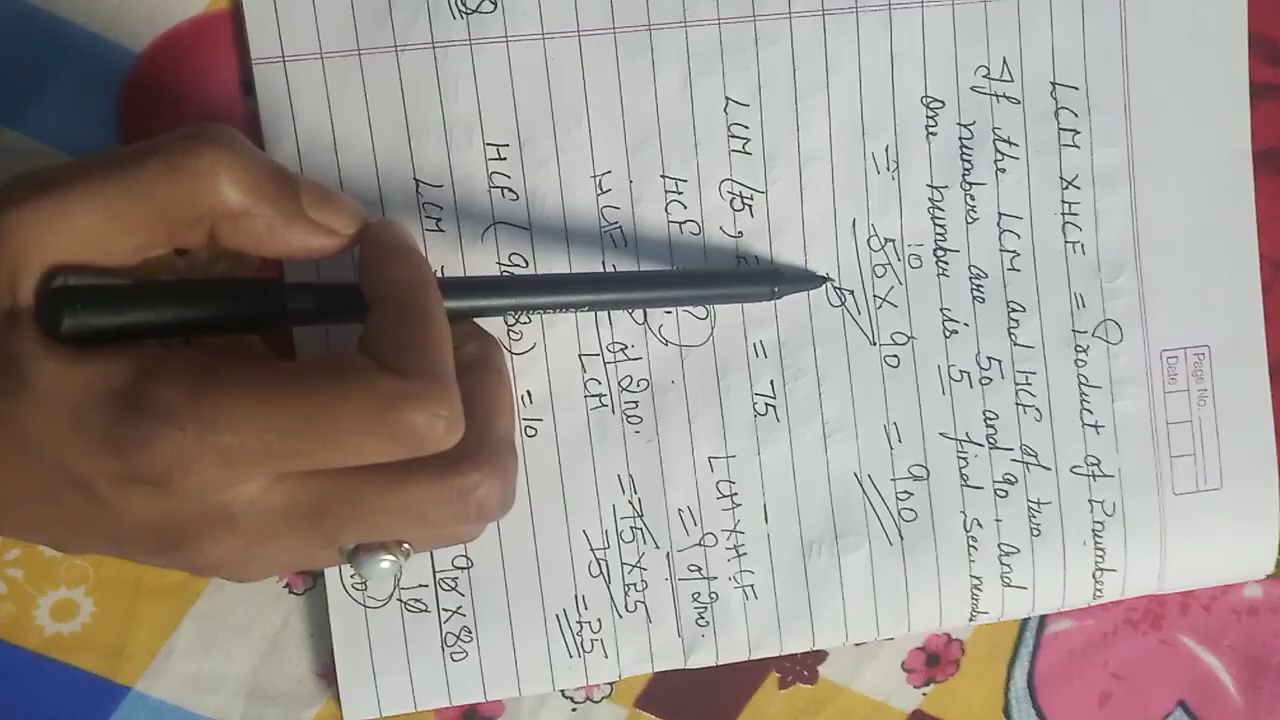 Page No.
Date
LCM × HCF = Product of 2 numbers
If the LCM and HCF of two
numbers are 50 and 90, and
one number is 5 find sec. number
10
= 50 × 90 = 900
5
LCM (75, = 75 LCM × HCF
HCF ? = P of 2no.
HCF = of 2no. = 75 × 25
LCM 75 = 25
HCF (90 80) = 10
LCM 90 × 80
10